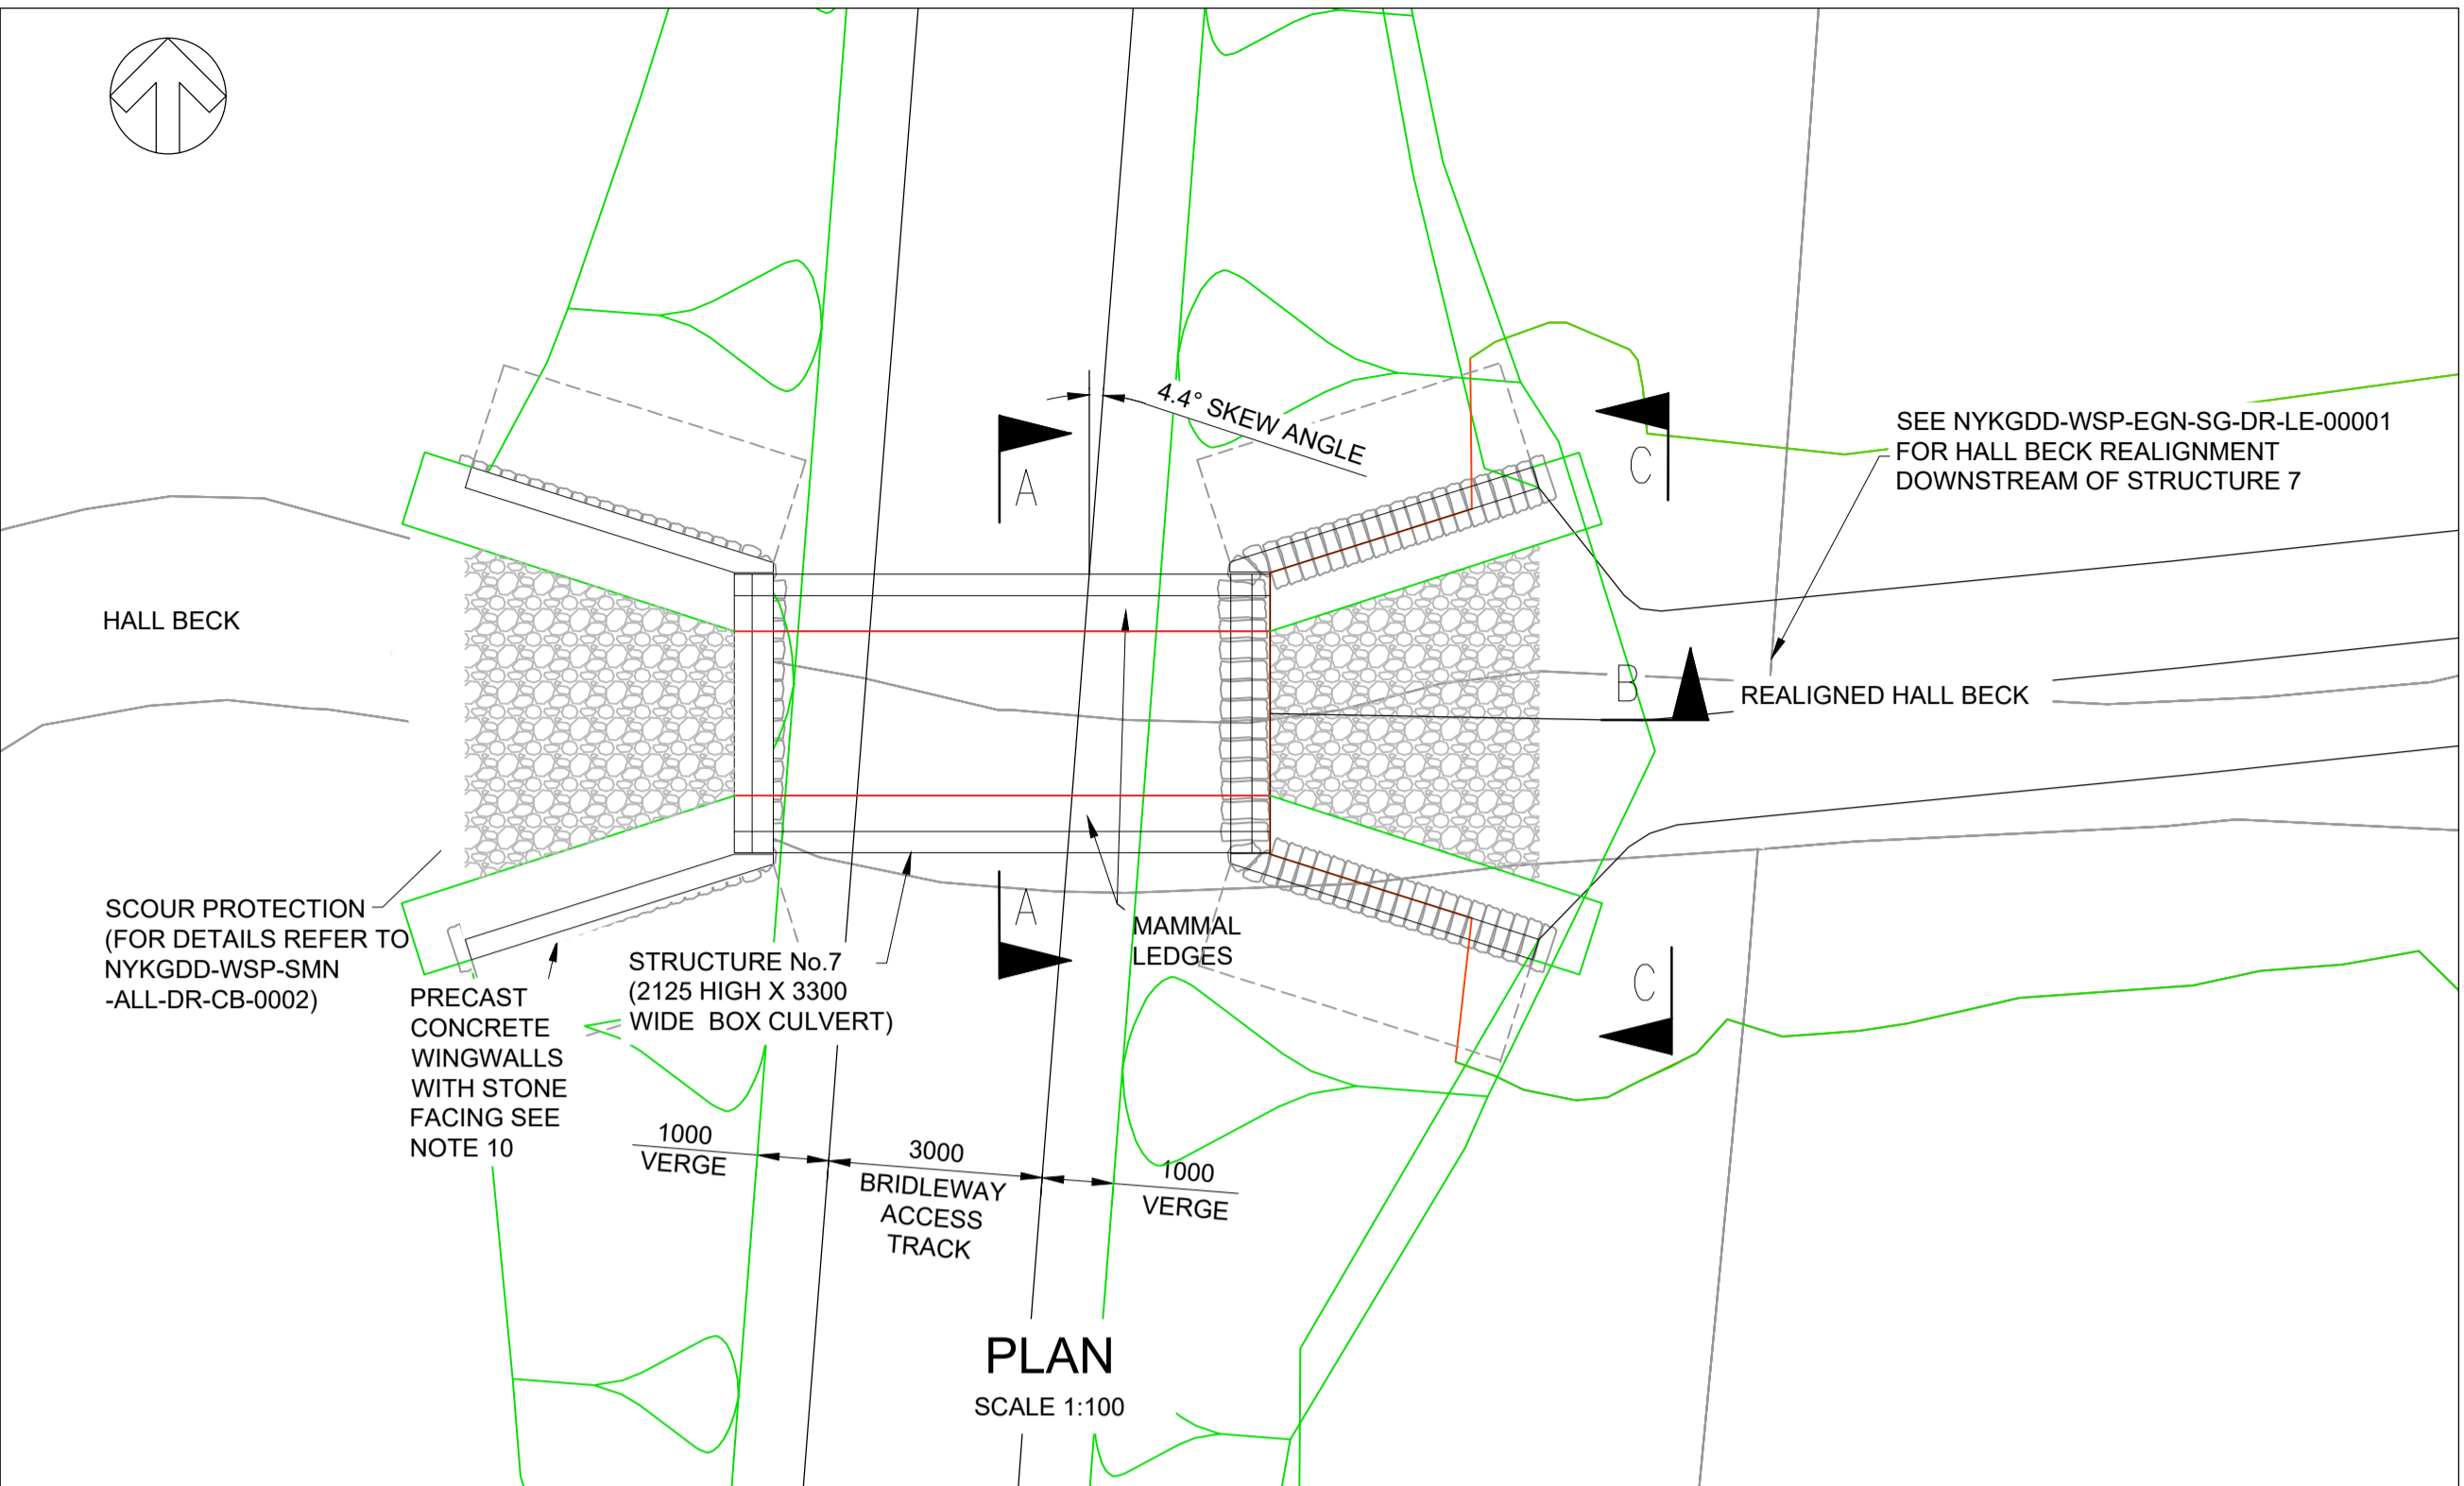 4.4° SKEW ANGLE
A
C
SEE NYKGDD-WSP-EGN-SG-DR-LE-00001
FOR HALL BECK REALIGNMENT
DOWNSTREAM OF STRUCTURE 7
HALL BECK
B
REALIGNED HALL BECK
SCOUR PROTECTION
(FOR DETAILS REFER TO
NYKGDD-WSP-SMN
-ALL-DR-CB-0002)
PRECAST
CONCRETE
WINGWALLS
WITH STONE
FACING SEE
NOTE 10
STRUCTURE No.7
(2125 HIGH X 3300
WIDE  BOX CULVERT)
A
MAMMAL
LEDGES
C
1000
VERGE
3000
BRIDLEWAY
ACCESS
TRACK
1000
VERGE
PLAN
SCALE 1:100